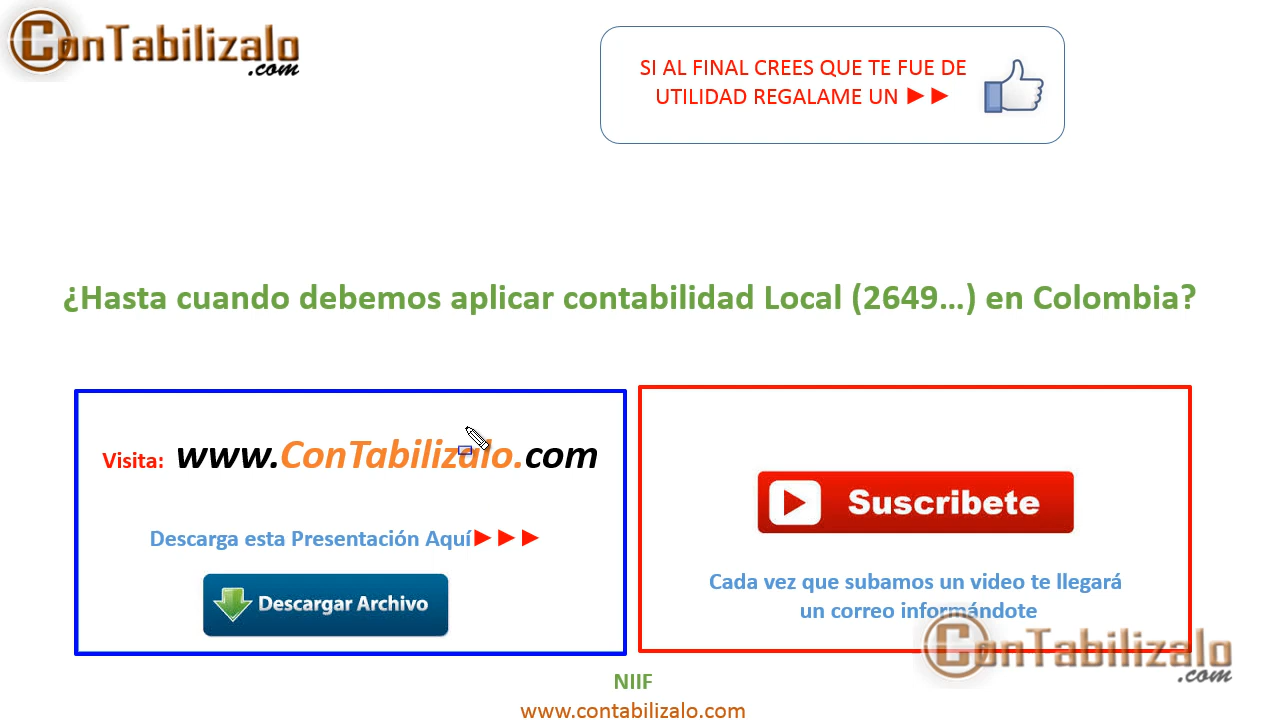 ConTabilizalo
.com
SI AL FINAL CREES QUE TE FUE DE
UTILIDAD REGALAME UN ►►
¿Hasta cuando debemos aplicar contabilidad Local (2649...) en Colombia?
Visita: www.ConTabilizalo.com
Descarga esta Presentación Aquí►►►
Descargar Archivo
Suscribete
Cada vez que subamos un video te llegará
un correo informándote
ConTabilizalo
.com
NIIF
www.contabilizalo.com